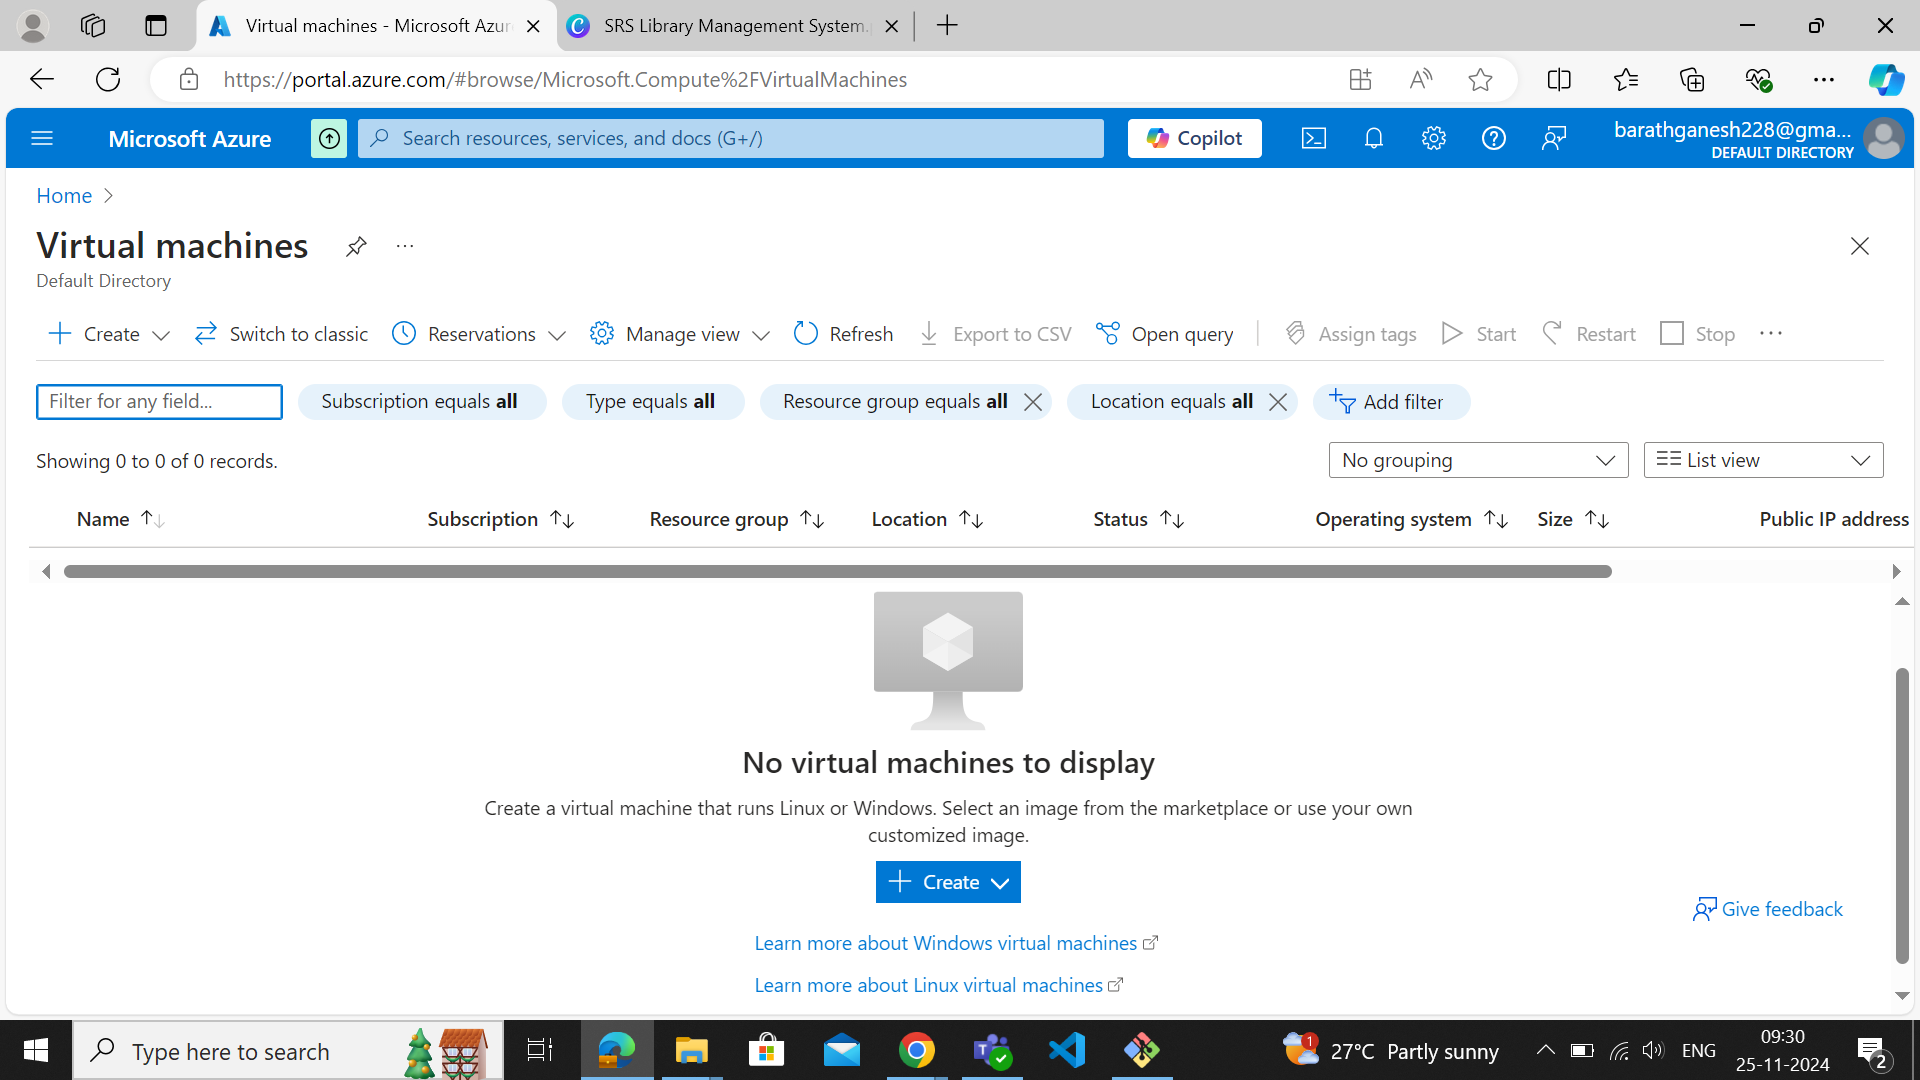 Virtual machines - Microsoft Azur
SRS Library Management System.
https://portal.azure.com/#browse/Microsoft.Compute%2FVirtualMachines
Microsoft Azure
Search resources, services, and docs (G+/)
Copilot
barathganesh228@gma...
DEFAULT DIRECTORY
Home
Virtual machines
Default Directory
Create
Switch to classic
Reservations
Manage view
Refresh
Export to CSV
Open query
Assign tags
Start
Restart
Stop
Filter for any field...
Subscription equals all
Type equals all
Resource group equals all
Location equals all
Add filter
Showing 0 to 0 of 0 records.
No grouping
List view
Name
Subscription
Resource group
Location
Status
Operating system
Size
Public IP address
No virtual machines to display
Create a virtual machine that runs Linux or Windows. Select an image from the marketplace or use your own
customized image.
Create
Give feedback
Learn more about Windows virtual machines
Learn more about Linux virtual machines
Type here to search
1
27°C Partly sunny
ENG
09:30
25-11-2024
2